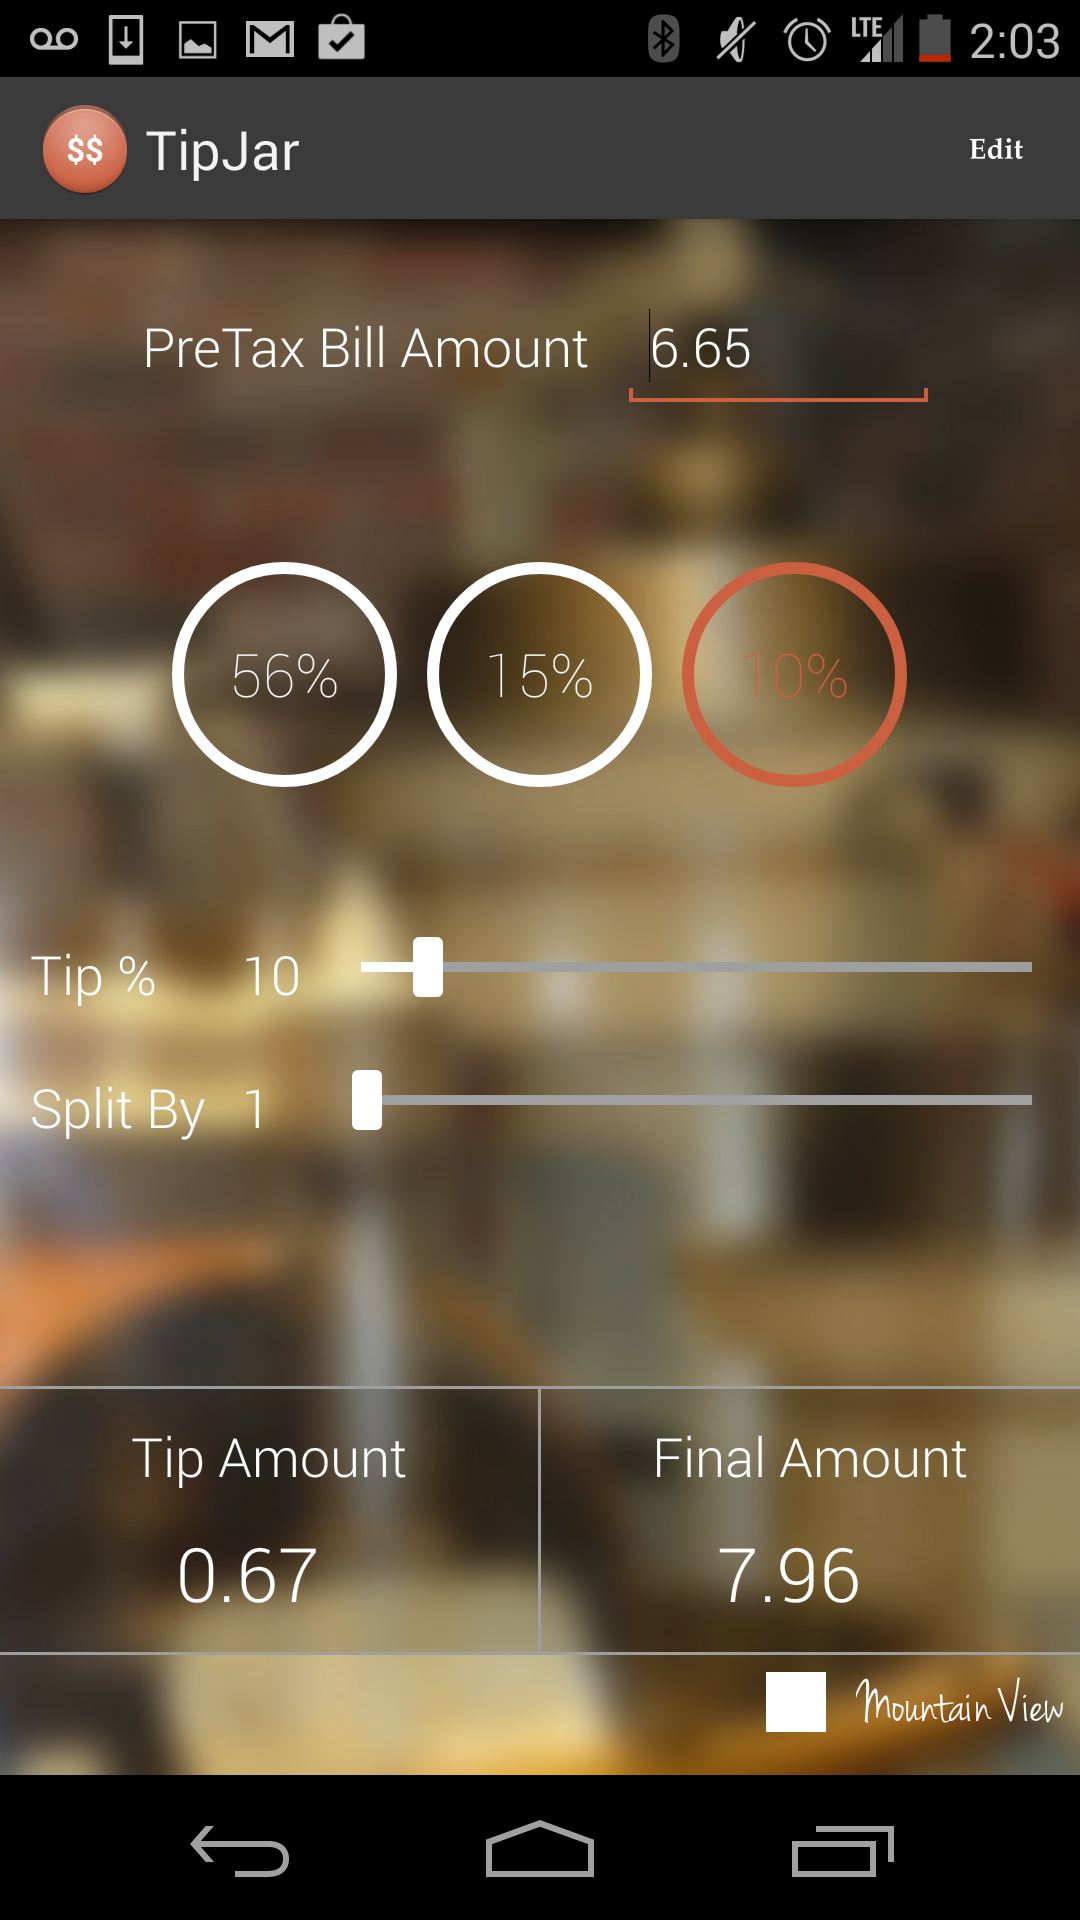 LTE 2:03
$$ TipJar Edit
PreTax Bill Amount 6.65
56% 15% 10%
Tip % 10
Split By 1
Tip Amount Final Amount
0.67 7.96
Mountain View